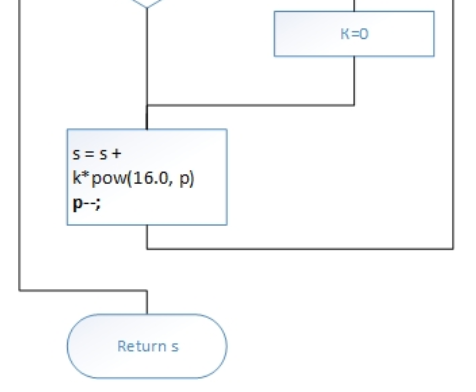 K=0
s = s +
k*pow(16.0, p)
p--;
Return s